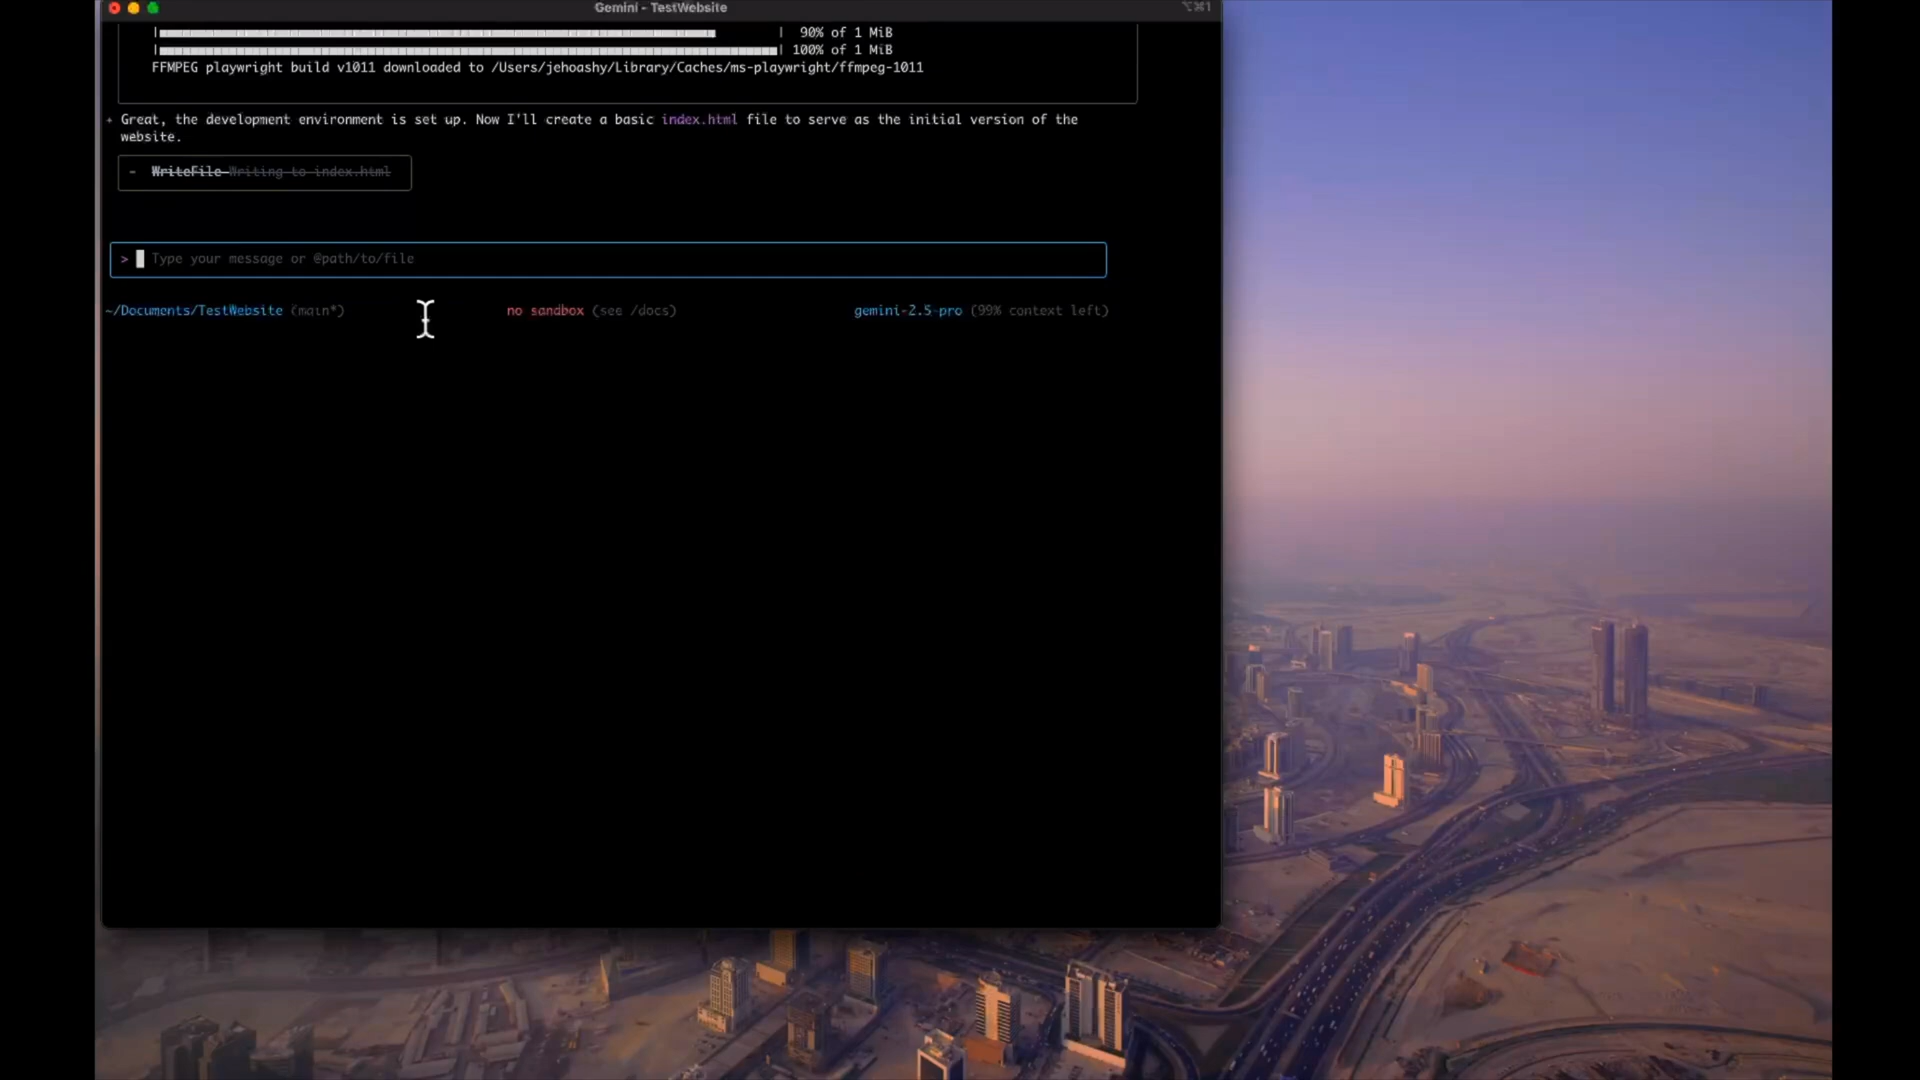 Gemini - TestWebsite
⌥⌘1
90% of 1 MiB
100% of 1 MiB
FFMPEG playwright build v1011 downloaded to /Users/jehoashy/Library/Caches/ms-playwright/ffmpeg-1011
✦ Great, the development environment is set up. Now I'll create a basic index.html file to serve as the initial version of the
website.
- WriteFile Writing to index.html
> Type your message or @path/to/file
~/Documents/TestWebsite (main*) no sandbox (see /docs) gemini-2.5-pro (99% context left)